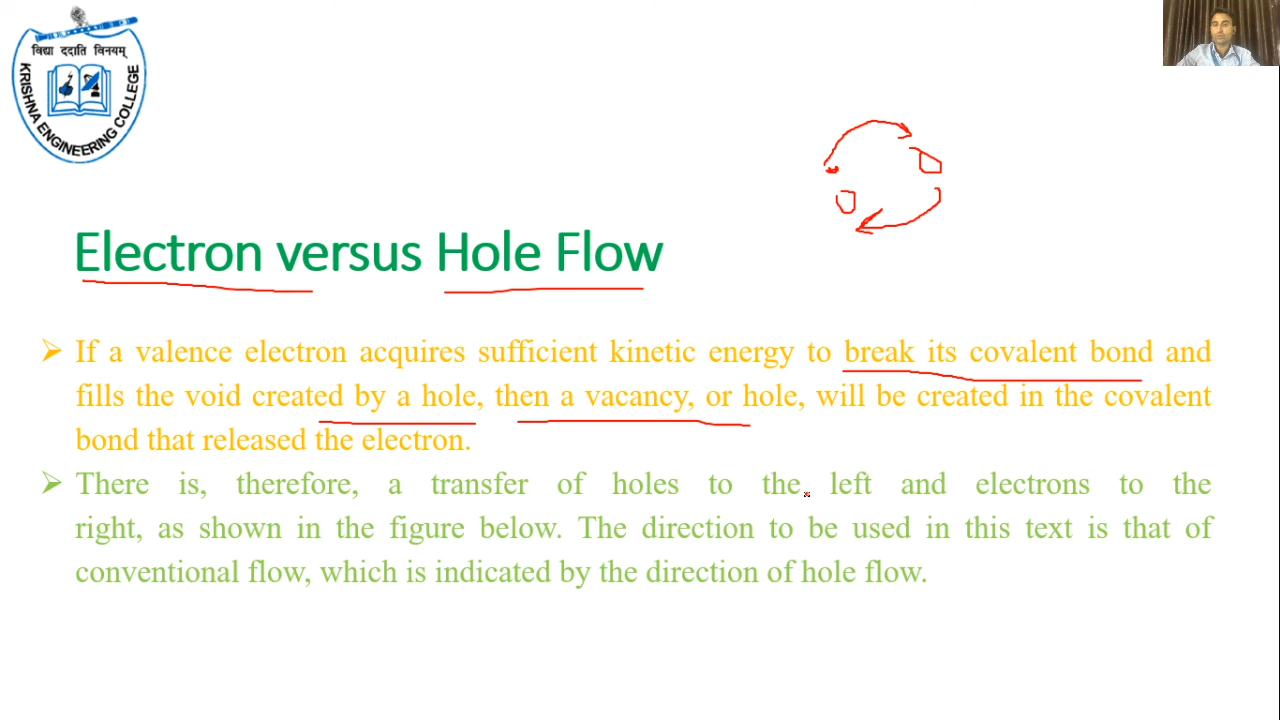 विद्या ददाति विनयम्
KRISHNA ENGINEERING COLLEGE
Electron versus Hole Flow
➢ If a valence electron acquires sufficient kinetic energy to break its covalent bond and
fills the void created by a hole, then a vacancy, or hole, will be created in the covalent
bond that released the electron.
➢ There is, therefore, a transfer of holes to the left and electrons to the
right, as shown in the figure below. The direction to be used in this text is that of
conventional flow, which is indicated by the direction of hole flow.